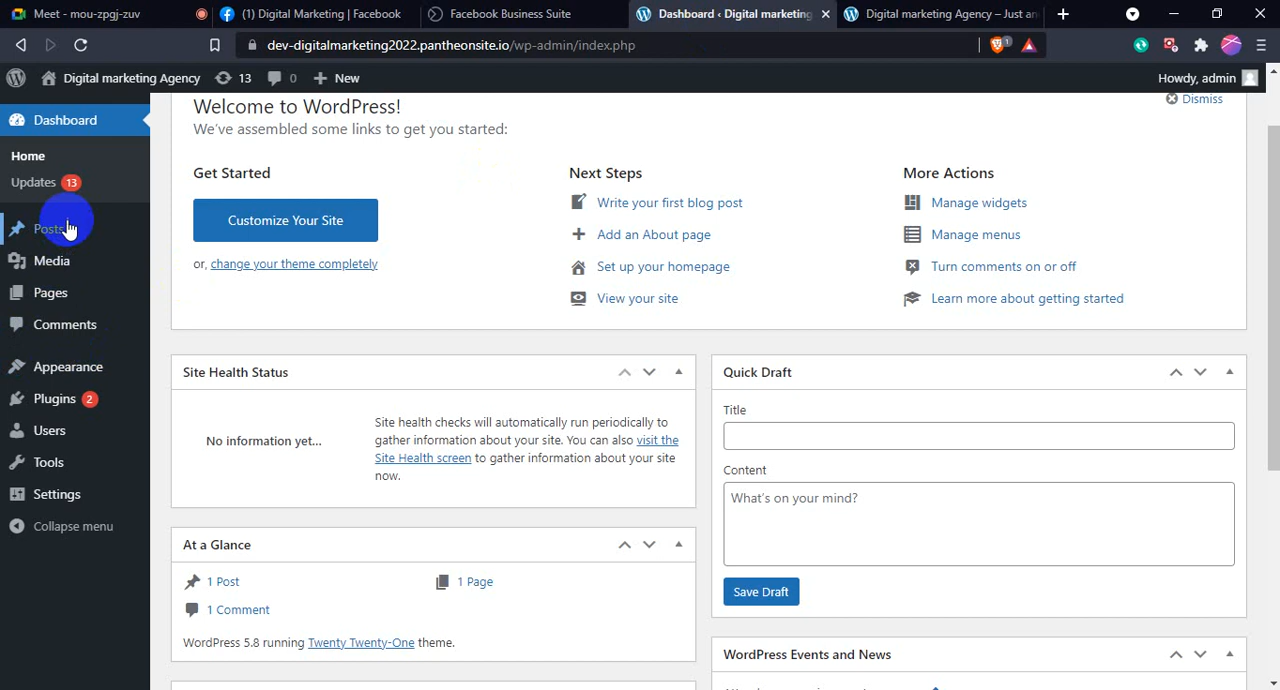 Meet - mou-zpgj-zuv
(1) Digital Marketing | Facebook
Facebook Business Suite
Dashboard ‹ Digital marketing
Digital marketing Agency – Just an
dev-digitalmarketing2022.pantheonsite.io/wp-admin/index.php
1
Digital marketing Agency
13
0
New
Howdy, admin
Dashboard
Home
Updates 13
Posts
Media
Pages
Comments
Appearance
Plugins 2
Users
Tools
Settings
Collapse menu
Welcome to WordPress!
Dismiss
We've assembled some links to get you started:
Get Started
Customize Your Site
or, change your theme completely
Next Steps
Write your first blog post
Add an About page
Set up your homepage
View your site
More Actions
Manage widgets
Manage menus
Turn comments on or off
Learn more about getting started
Site Health Status
No information yet...
Site health checks will automatically run periodically to
gather information about your site. You can also visit the
Site Health screen to gather information about your site
now.
At a Glance
1 Post
1 Page
1 Comment
WordPress 5.8 running Twenty Twenty-One theme.
Quick Draft
Title
Content
What's on your mind?
Save Draft
WordPress Events and News